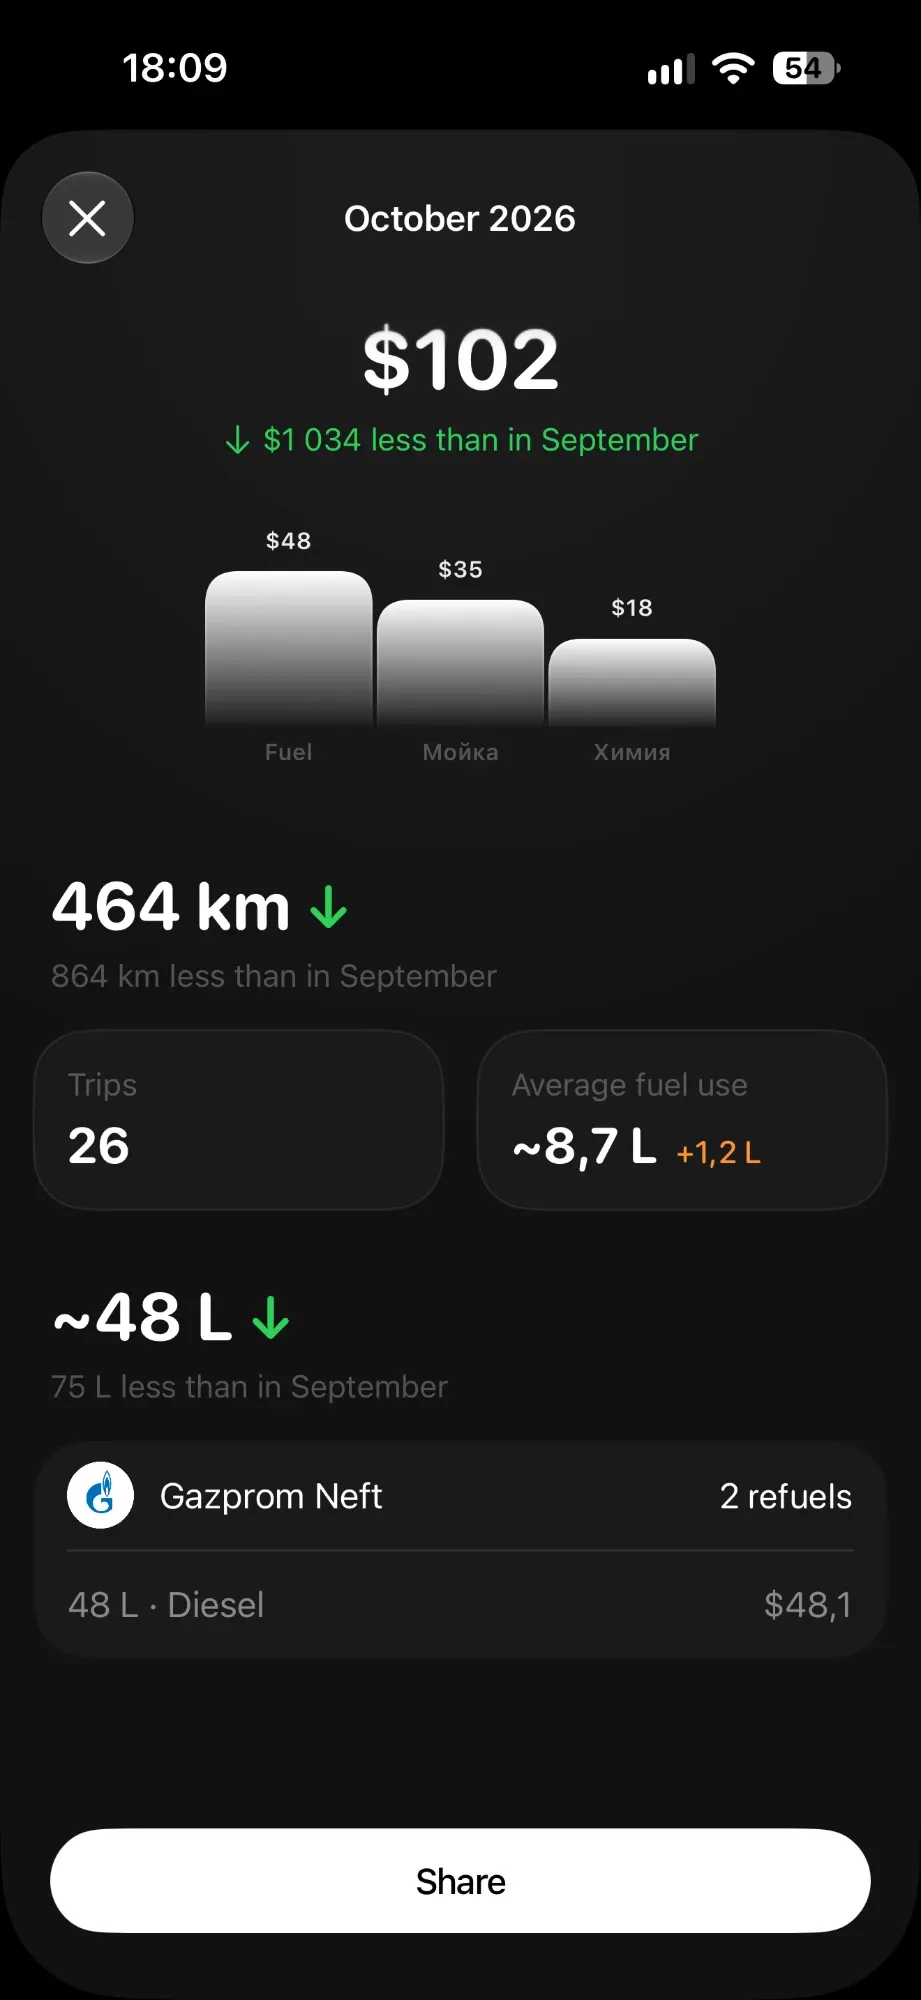 18:09
54
October 2026
$102
↓ $1 034 less than in September
$48
$35
$18
Fuel
Мойка
Химия
464 km ↓
864 km less than in September
Trips
26
Average fuel use
~8,7 L +1,2 L
~48 L ↓
75 L less than in September
Gazprom Neft
2 refuels
48 L · Diesel
$48,1
Share